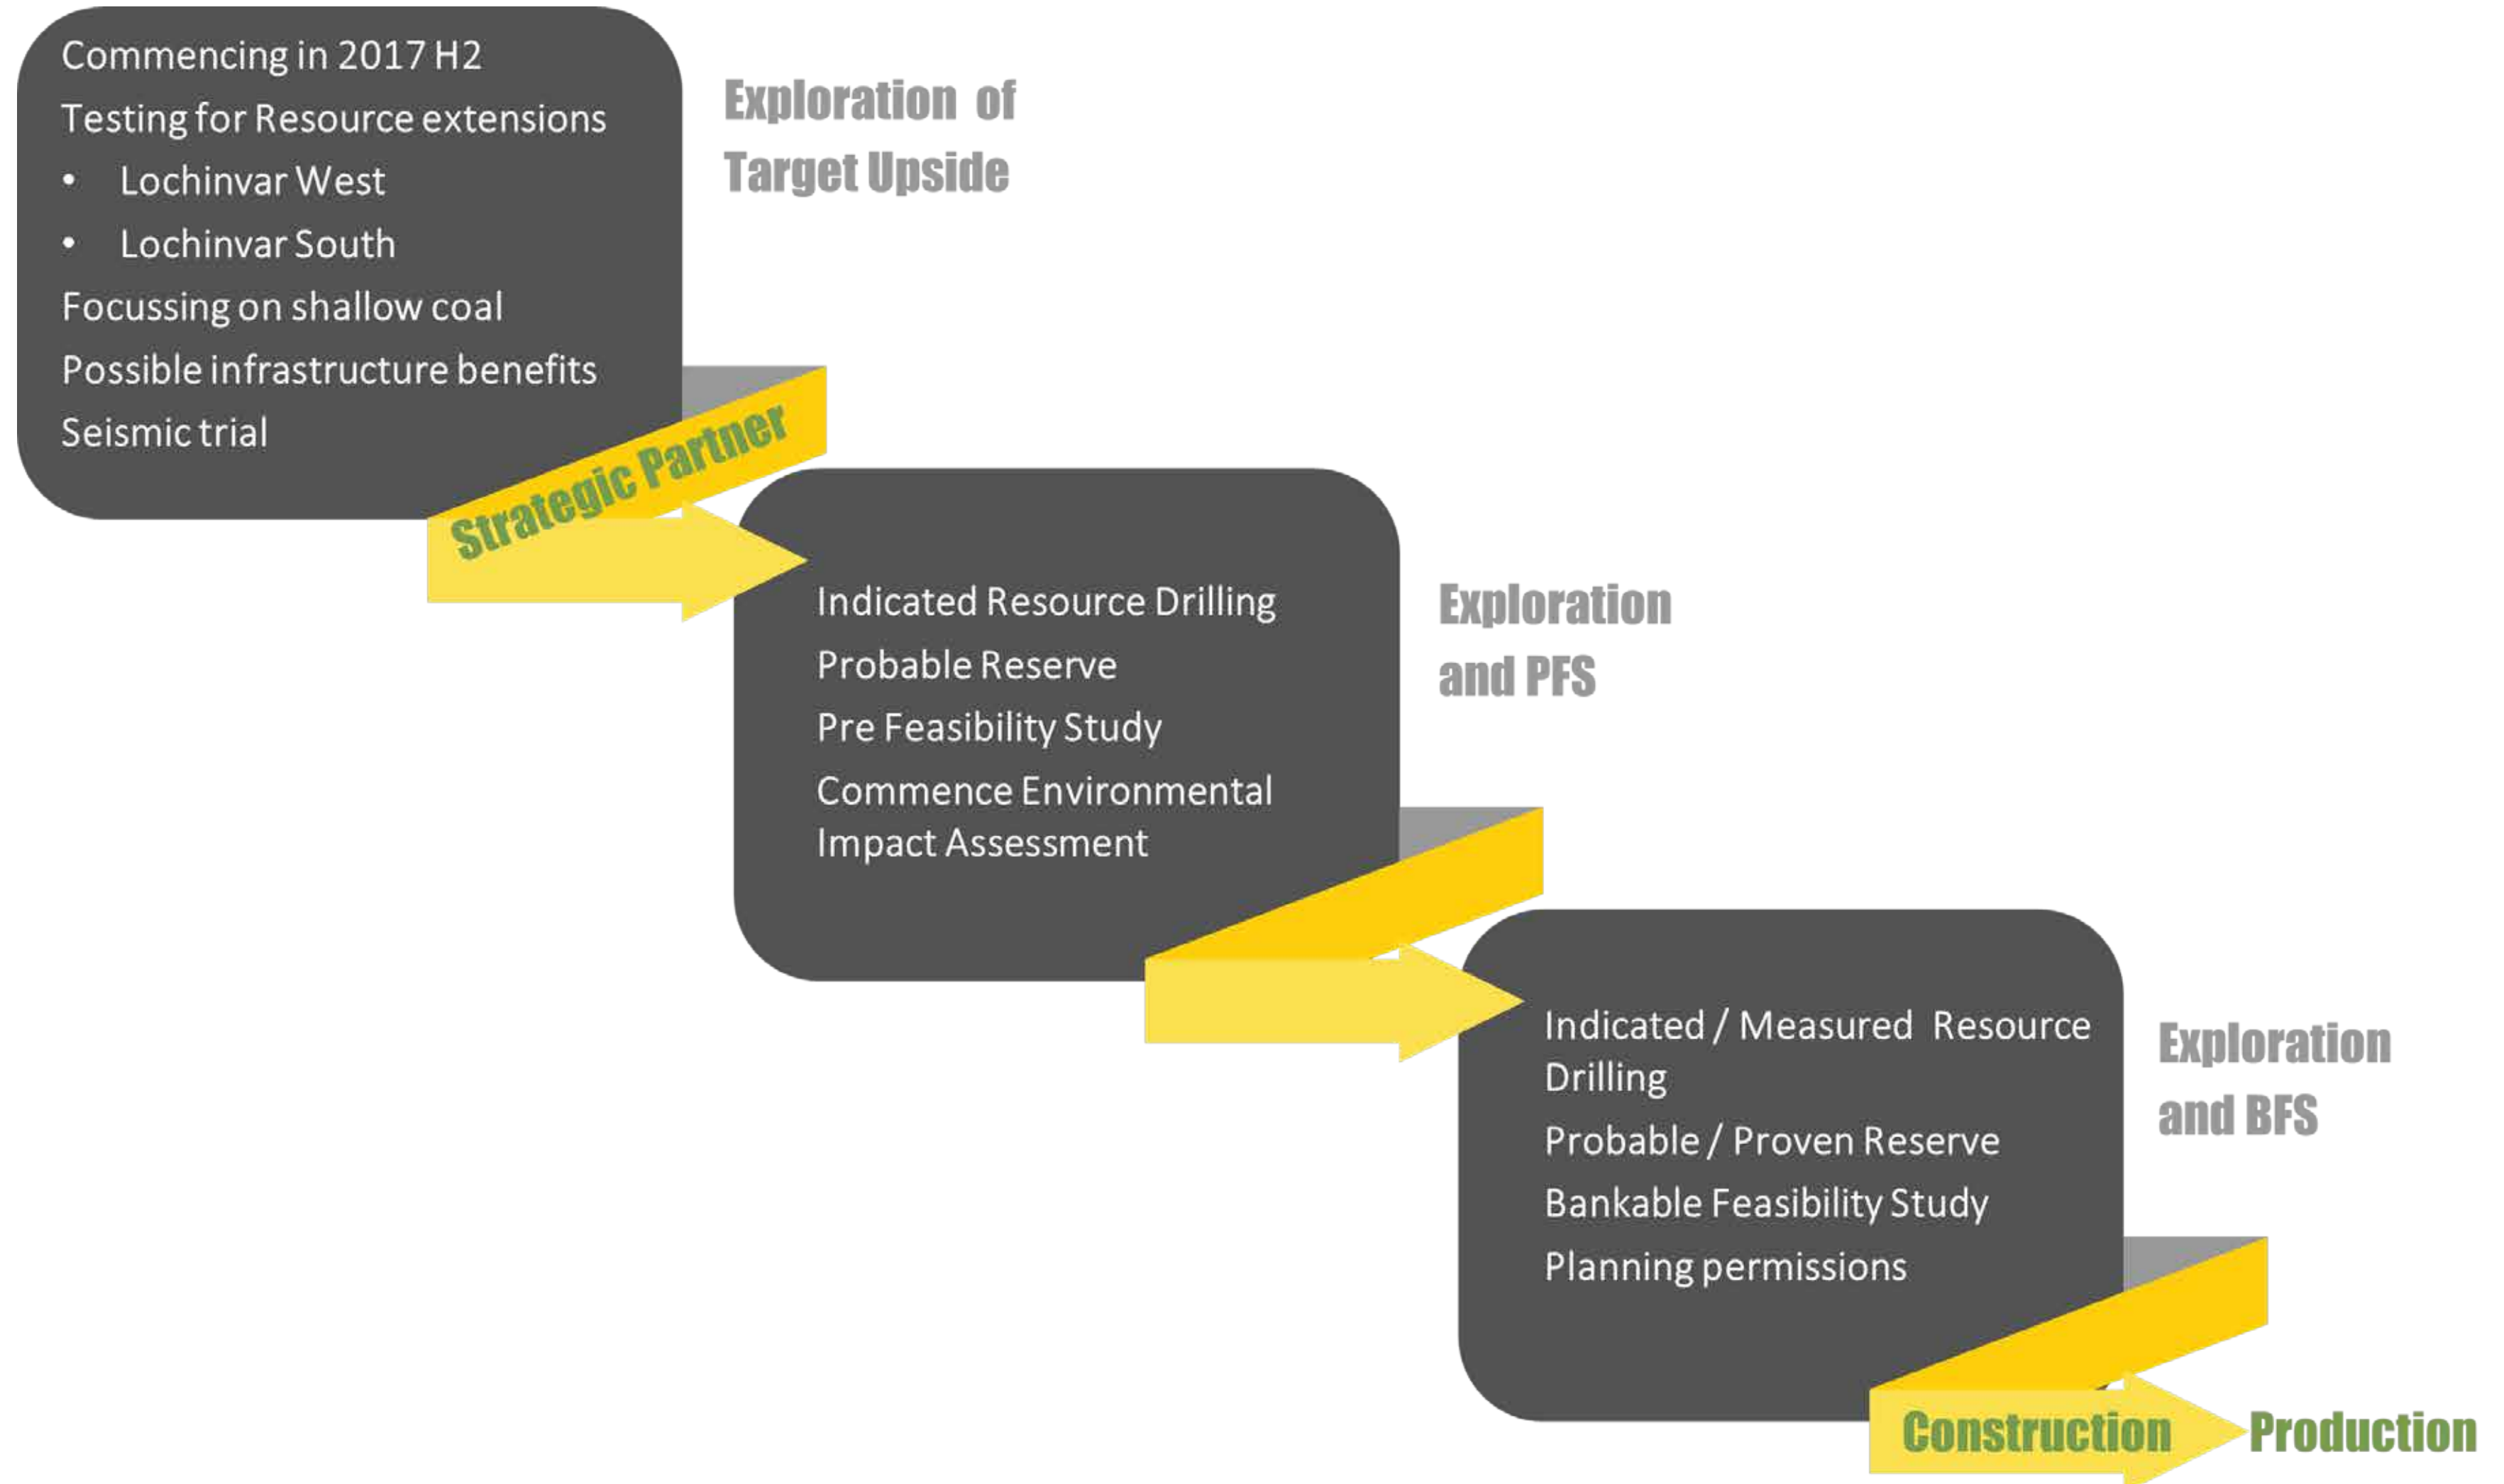 Commencing in 2017 H2
Testing for Resource extensions
• Lochinvar West
• Lochinvar South
Focussing on shallow coal
Possible infrastructure benefits
Seismic trial
Exploration of
Target Upside
Strategic Partner
Indicated Resource Drilling
Probable Reserve
Pre Feasibility Study
Commence Environmental
Impact Assessment
Exploration
and PFS
Indicated / Measured Resource
Drilling
Probable / Proven Reserve
Bankable Feasibility Study
Planning permissions
Exploration
and BFS
Construction
Production